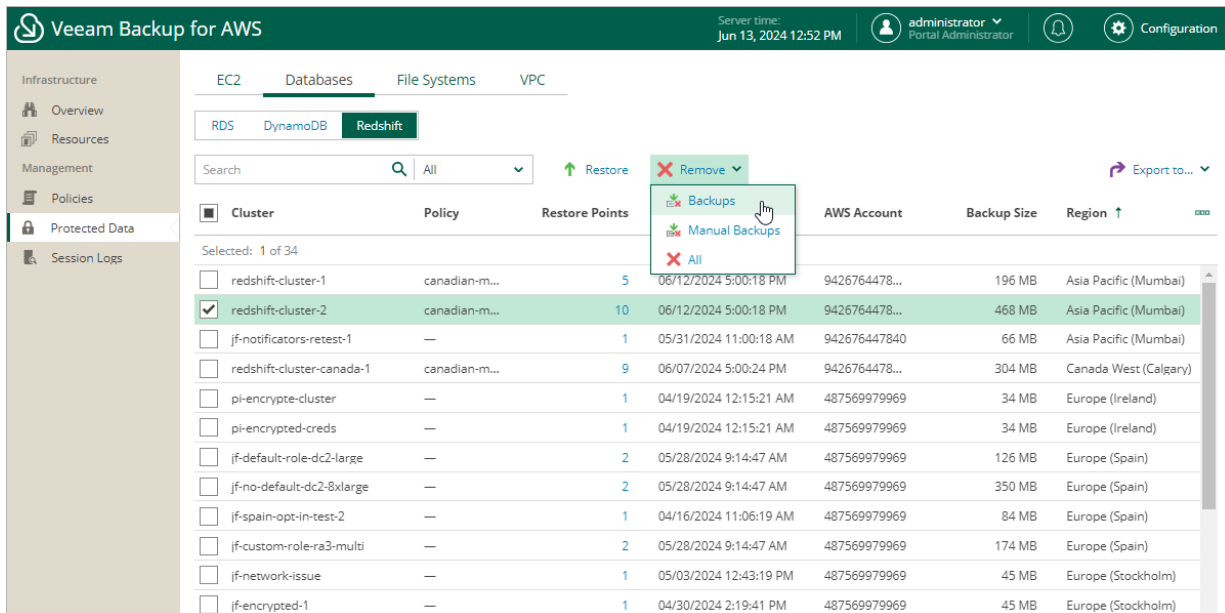 Veeam Backup for AWS
Server time:
Jun 13, 2024 12:52 PM
administrator
Portal Administrator
Configuration
Infrastructure
Overview
Resources
Management
Policies
Protected Data
Session Logs
EC2 Databases File Systems VPC
RDS DynamoDB Redshift
Search All Restore Remove Export to...
Backups
Manual Backups
All
Cluster Policy Restore Points AWS Account Backup Size Region ↑
Selected: 1 of 34
redshift-cluster-1 canadian-m... 5 06/12/2024 5:00:18 PM 9426764478... 196 MB Asia Pacific (Mumbai)
redshift-cluster-2 canadian-m... 10 06/12/2024 5:00:18 PM 9426764478... 468 MB Asia Pacific (Mumbai)
jf-notificators-retest-1 — 1 05/31/2024 11:00:18 AM 942676447840 66 MB Asia Pacific (Mumbai)
redshift-cluster-canada-1 canadian-m... 9 06/07/2024 5:00:24 PM 9426764478... 304 MB Canada West (Calgary)
pi-encrypte-cluster — 1 04/19/2024 12:15:21 AM 487569979969 34 MB Europe (Ireland)
pi-encrypted-creds — 1 04/19/2024 12:15:21 AM 487569979969 34 MB Europe (Ireland)
jf-default-role-dc2-large — 2 05/28/2024 9:14:47 AM 487569979969 126 MB Europe (Spain)
jf-no-default-dc2-8xlarge — 2 05/28/2024 9:14:47 AM 487569979969 350 MB Europe (Spain)
jf-spain-opt-in-test-2 — 1 04/16/2024 11:06:19 AM 487569979969 84 MB Europe (Spain)
jf-custom-role-ra3-multi — 2 05/28/2024 9:14:47 AM 487569979969 174 MB Europe (Spain)
jf-network-issue — 1 05/03/2024 12:43:19 PM 487569979969 45 MB Europe (Stockholm)
jf-encrypted-1 — 1 04/30/2024 2:19:41 PM 487569979969 45 MB Europe (Stockholm)